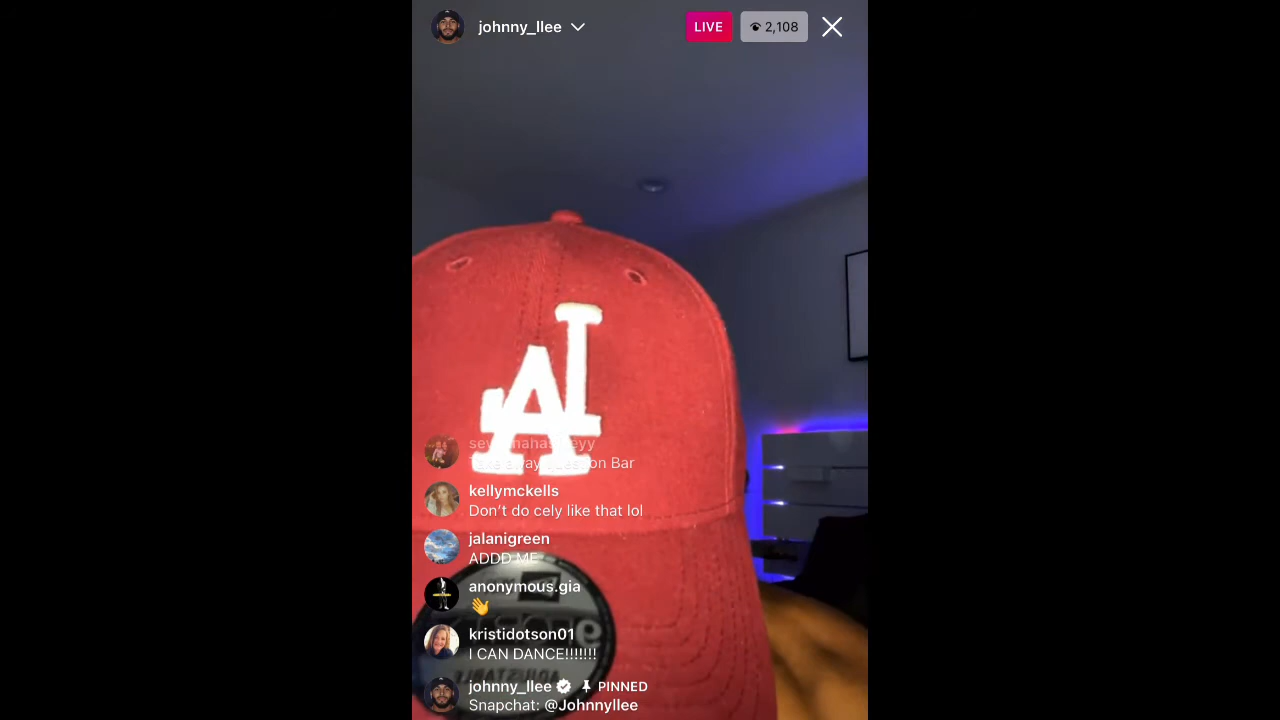 johnny_llee
LIVE
2,108
Bar
kellymckells
Don't do cely like that lol
jalanigreen
ADDD ME
anonymous.gia
👋
kristidotson01
I CAN DANCE!!!!!!!
johnny_llee PINNED
Snapchat: @Johnnyllee